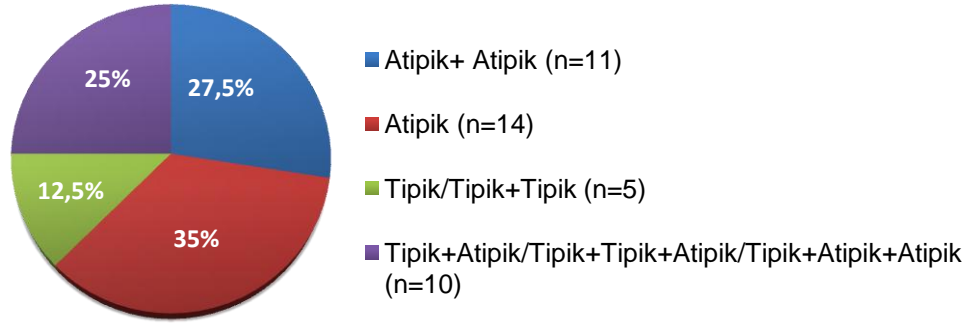 25%
27,5%
12,5%
35%
Atipik+ Atipik (n=11)
Atipik (n=14)
Tipik/Tipik+Tipik (n=5)
Tipik+Atipik/Tipik+Tipik+Atipik/Tipik+Atipik+Atipik
(n=10)